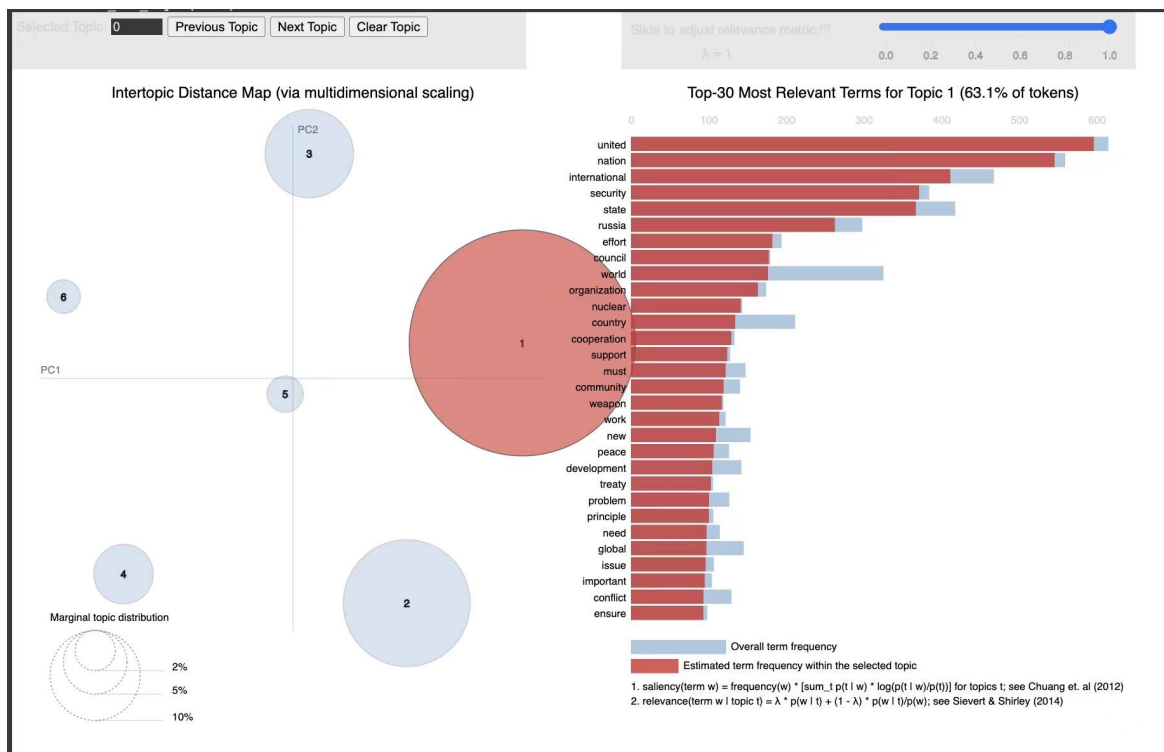 Selected Topic: 0 Previous Topic Next Topic Clear Topic
Slide to adjust relevance metric:(2)
λ = 1
0.0 0.2 0.4 0.6 0.8 1.0
Intertopic Distance Map (via multidimensional scaling)
PC2
3
6
1
PC1
5
4
2
Marginal topic distribution
2%
5%
10%
Top-30 Most Relevant Terms for Topic 1 (63.1% of tokens)
0 100 200 300 400 500 600
united
nation
international
security
state
russia
effort
council
world
organization
nuclear
country
cooperation
support
must
community
weapon
work
new
peace
development
treaty
problem
principle
need
global
issue
important
conflict
ensure
Overall term frequency
Estimated term frequency within the selected topic
1. saliency(term w) = frequency(w) * [sum_t p(t | w) * log(p(t | w)/p(t))] for topics t; see Chuang et. al (2012)
2. relevance(term w | topic t) = λ * p(w | t) + (1 - λ) * p(w | t)/p(w); see Sievert & Shirley (2014)